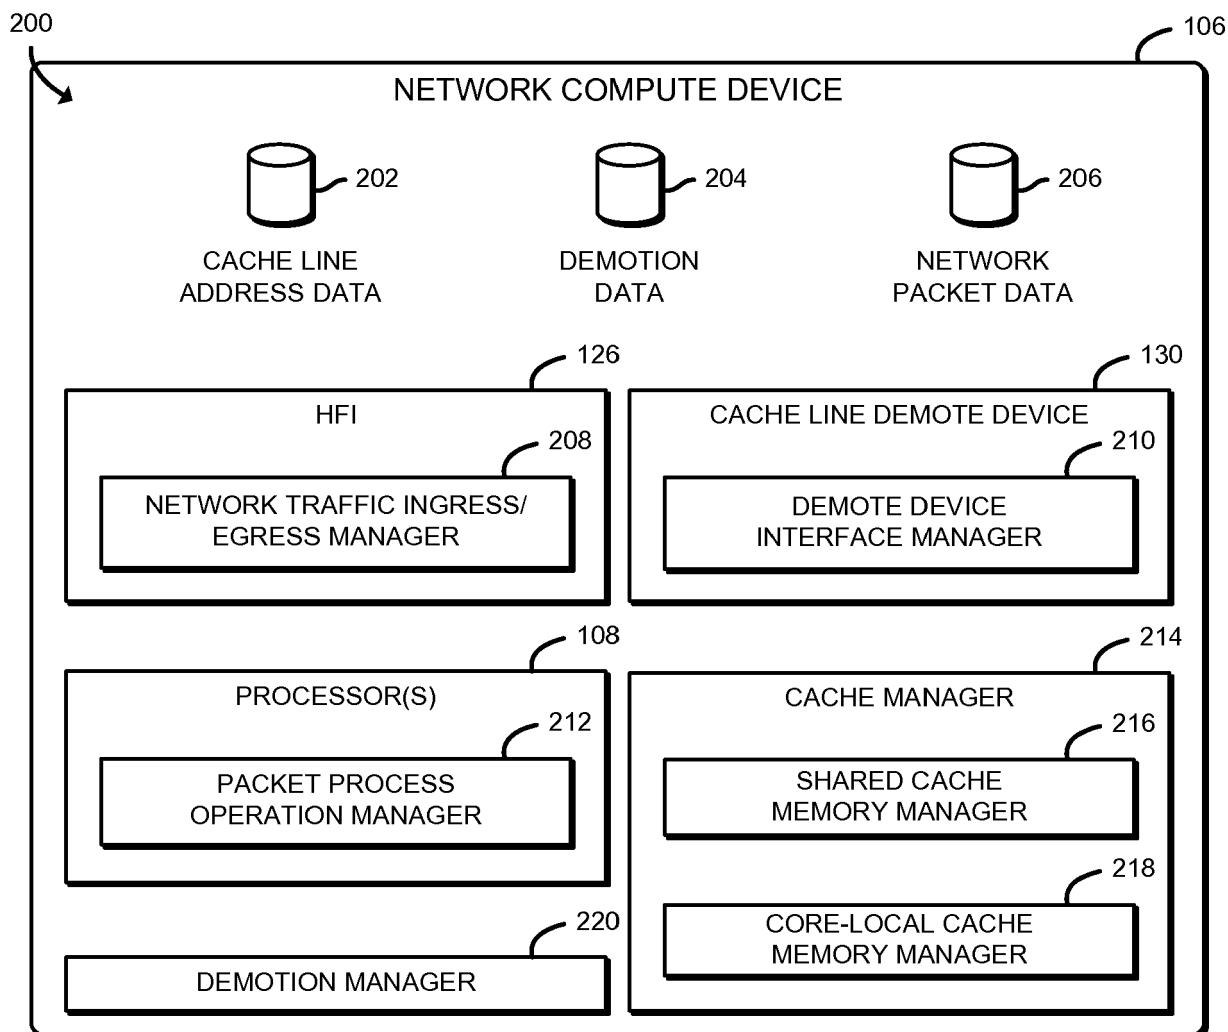 200
106
NETWORK COMPUTE DEVICE
202
204
206
CACHE LINE
ADDRESS DATA
DEMOTION
DATA
NETWORK
PACKET DATA
126
HFI
208
NETWORK TRAFFIC INGRESS/
EGRESS MANAGER
130
CACHE LINE DEMOTE DEVICE
210
DEMOTE DEVICE
INTERFACE MANAGER
108
PROCESSOR(S)
212
PACKET PROCESS
OPERATION MANAGER
214
CACHE MANAGER
216
SHARED CACHE
MEMORY MANAGER
218
CORE-LOCAL CACHE
MEMORY MANAGER
220
DEMOTION MANAGER